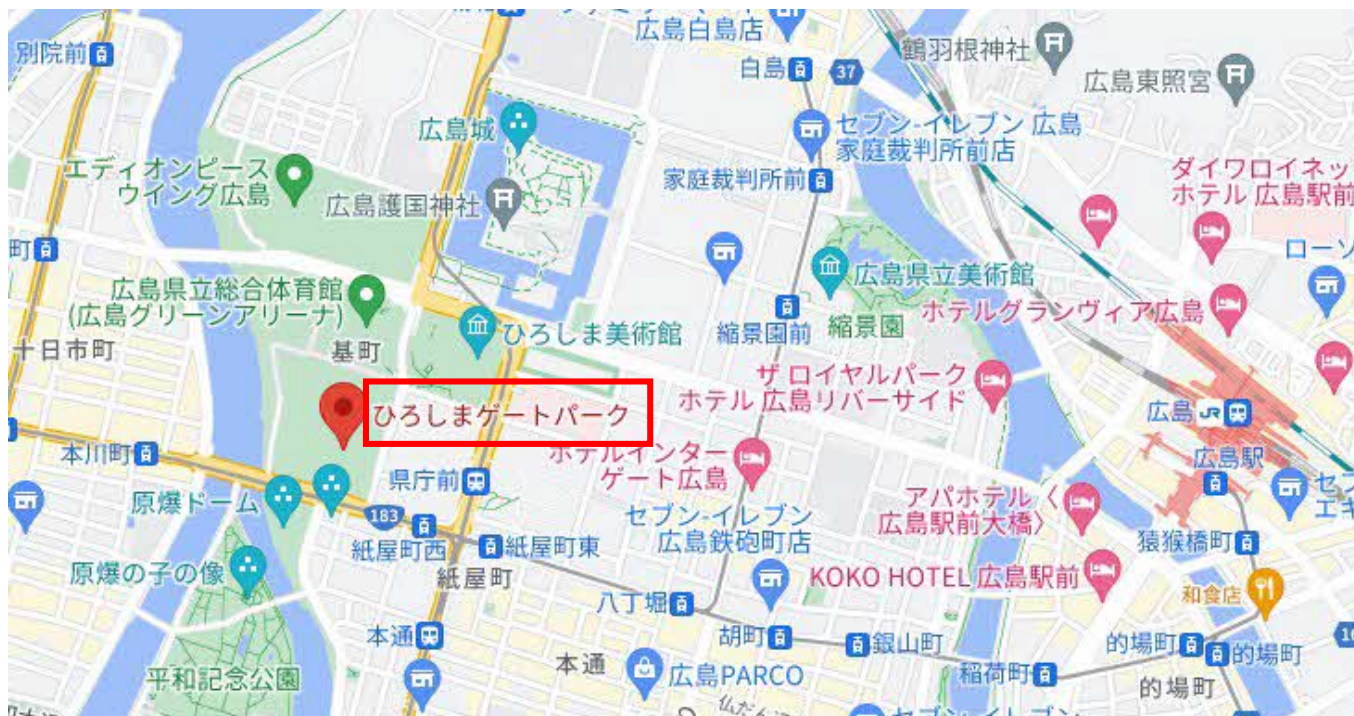 広島白島店
別院前
白島
37
鶴羽根神社
広島東照宮
広島城
セブン-イレブン 広島
家庭裁判所前店
エディオンピース
ウイング広島
家庭裁判所前
ダイワロイネッ
ホテル 広島駅前
広島護国神社
町
ローソ
広島県立美術館
広島県立総合体育館
(広島グリーンアリーナ)
ホテルグランヴィア広島
ひろしま美術館
縮景園前
縮景園
十日市町
基町
ザ ロイヤルパーク
ホテル 広島リバーサイド
ひろしまゲートパーク
広島
JR
本川町
ホテルインター
ゲート広島
広島駅
県庁前
原爆ドーム
アパホテル〈
広島駅前大橋〉
セブン-イレブン
広島鉄砲町店
183
紙屋町西
紙屋町東
猿猴橋町
原爆の子の像
紙屋町
KOKO HOTEL 広島駅前
八丁堀
和食店
本通
胡町
銀山町
的場町
的場町
本通
広島PARCO
稲荷町
平和記念公園
的場町